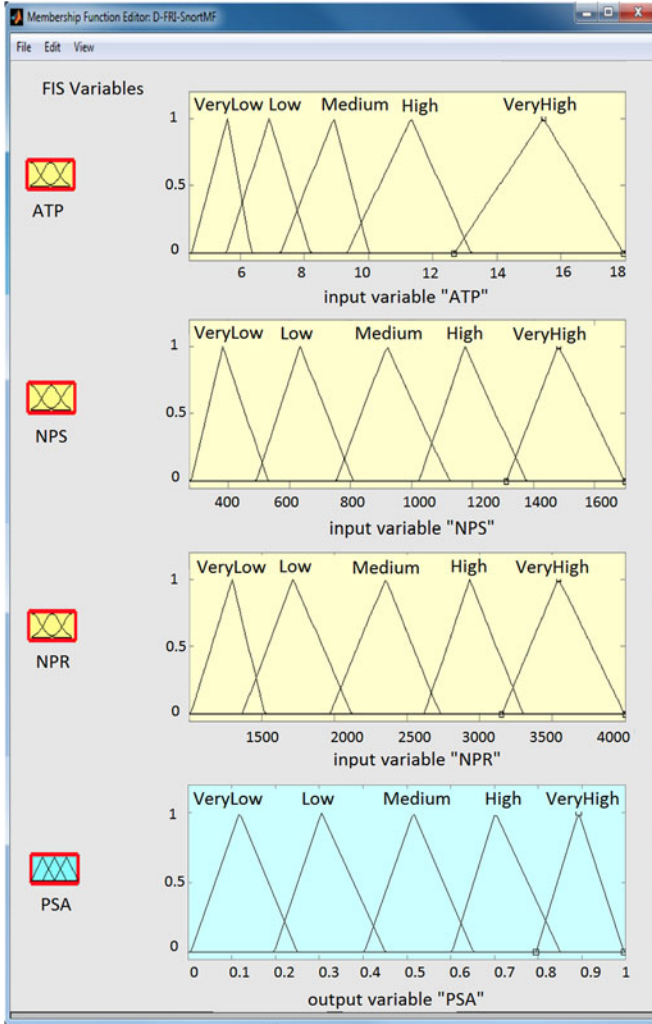 Membership Function Editor: D-FRI-SnortMF
File Edit View
FIS Variables
VeryLow Low Medium High VeryHigh
1
0.5
0
6 8 10 12 14 16 18
input variable "ATP"
ATP
VeryLow Low Medium High VeryHigh
1
0.5
0
400 600 800 1000 1200 1400 1600
input variable "NPS"
NPS
VeryLow Low Medium High VeryHigh
1
0.5
0
1500 2000 2500 3000 3500 4000
input variable "NPR"
NPR
VeryLow Low Medium High VeryHigh
1
0.5
0
0 0.1 0.2 0.3 0.4 0.5 0.6 0.7 0.8 0.9 1
output variable "PSA"
PSA